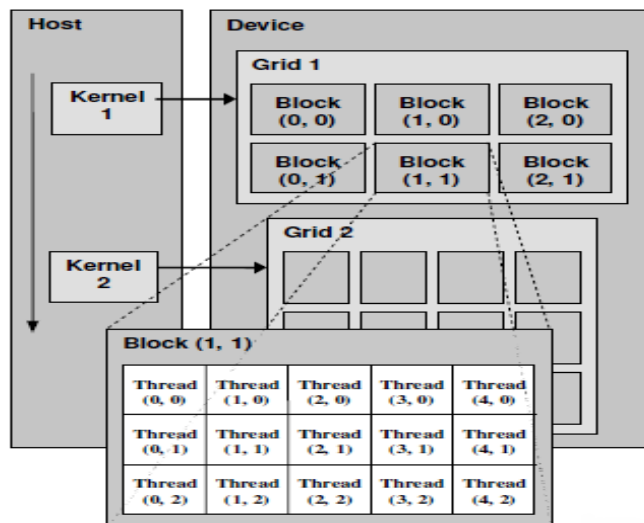 Host
Device
Grid 1
Kernel
1
Block
(0, 0)
Block
(1, 0)
Block
(2, 0)
Block
(0, 1)
Block
(1, 1)
Block
(2, 1)
Grid 2
Kernel
2
Block (1, 1)
Thread
(0, 0)
Thread
(1, 0)
Thread
(2, 0)
Thread
(3, 0)
Thread
(4, 0)
Thread
(0, 1)
Thread
(1, 1)
Thread
(2, 1)
Thread
(3, 1)
Thread
(4, 1)
Thread
(0, 2)
Thread
(1, 2)
Thread
(2, 2)
Thread
(3, 2)
Thread
(4, 2)